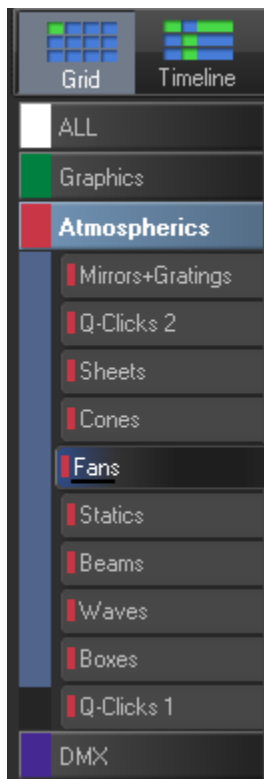 Grid Timeline
ALL
Graphics
Atmospherics
Mirrors+Gratings
Q-Clicks 2
Sheets
Cones
Fans
Statics
Beams
Waves
Boxes
Q-Clicks 1
DMX